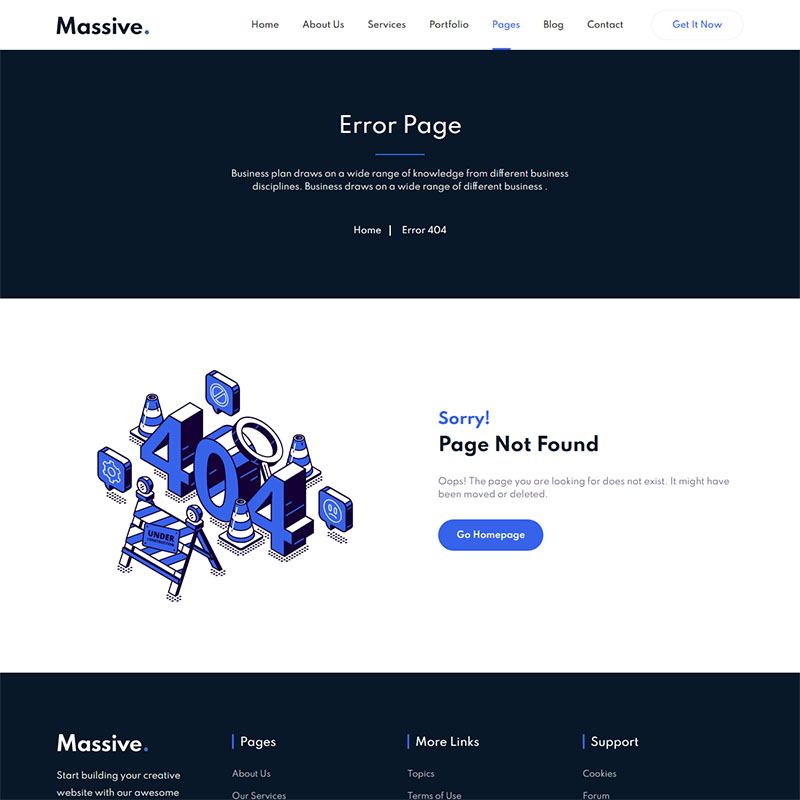 Massive.
Home About Us Services Portfolio Pages Blog Contact Get It Now
Error Page
Business plan draws on a wide range of knowledge from different business
disciplines. Business draws on a wide range of different business .
Home | Error 404
404
UNDER
CONSTRUCTION
Sorry!
Page Not Found
Oops! The page you are looking for does not exist. It might have
been moved or deleted.
Go Homepage
Massive.
Start building your creative
website with our awesome
Pages
About Us
Our Services
More Links
Topics
Terms of Use
Support
Cookies
Forum